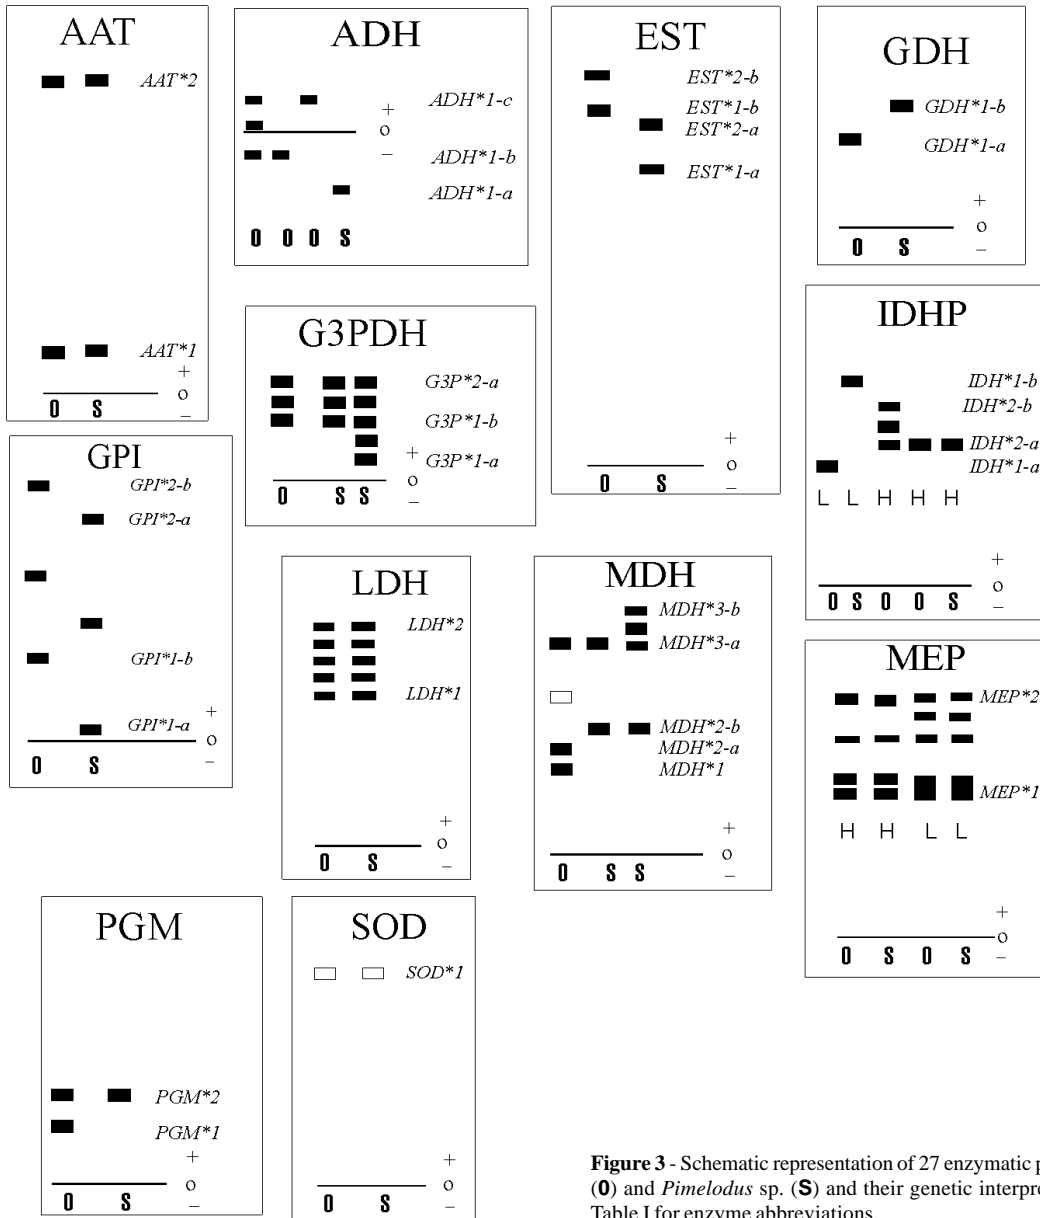 AAT
AAT*2
AAT*1
+
o
–
O S
ADH
ADH*1-c
+
o
–
ADH*1-b
ADH*1-a
O O O S
EST
EST*2-b
EST*1-b
EST*2-a
EST*1-a
+
o
–
O S
GDH
GDH*1-b
GDH*1-a
+
o
–
O S
G3PDH
G3P*2-a
G3P*1-b
G3P*1-a
+
o
–
O S S
IDHP
IDH*1-b
IDH*2-b
IDH*2-a
IDH*1-a
L L H H H
+
o
–
O S O O S
GPI
GPI*2-b
GPI*2-a
GPI*1-b
GPI*1-a
+
o
–
O S
LDH
LDH*2
LDH*1
+
o
–
O S
MDH
MDH*3-b
MDH*3-a
MDH*2-b
MDH*2-a
MDH*1
+
o
–
O S S
MEP
MEP*2
MEP*1
H H L L
+
o
–
O S O S
PGM
PGM*2
PGM*1
+
o
–
O S
SOD
SOD*1
+
o
–
O S
Figure 3 - Schematic representation of 27 enzymatic p
(O) and Pimelodus sp. (S) and their genetic interpre
Table I for enzyme abbreviations